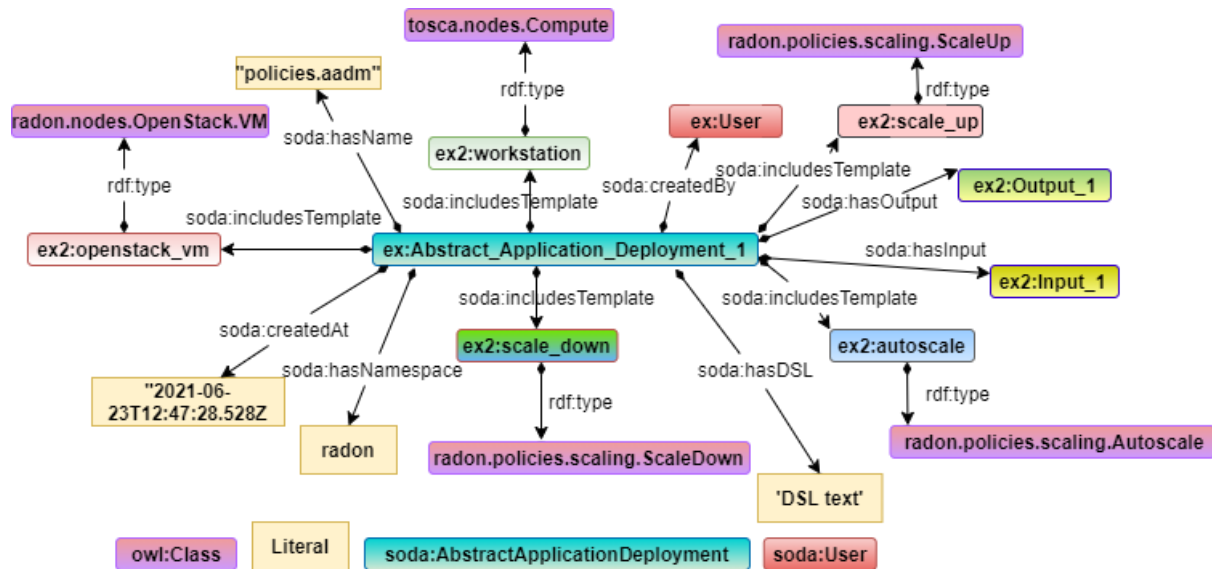 tosca.nodes.Compute
radon.policies.scaling.ScaleUp
"policies.aadm"
rdf:type
rdf:type
radon.nodes.OpenStack.VM
ex:User
ex2:scale_up
soda:hasName
ex2:workstation
soda:includesTemplate
rdf:type
soda:createdBy
ex2:Output_1
soda:includesTemplate
soda:hasOutput
soda:includesTemplate
ex2:openstack_vm
ex:Abstract_Application_Deployment_1
soda:hasInput
ex2:Input_1
soda:includesTemplate
soda:includesTemplate
soda:createdAt
ex2:scale_down
ex2:autoscale
soda:hasNamespace
soda:hasDSL
"2021-06-
23T12:47:28.528Z
rdf:type
rdf:type
radon
radon.policies.scaling.ScaleDown
radon.policies.scaling.Autoscale
'DSL text'
owl:Class
Literal
soda:AbstractApplicationDeployment
soda:User